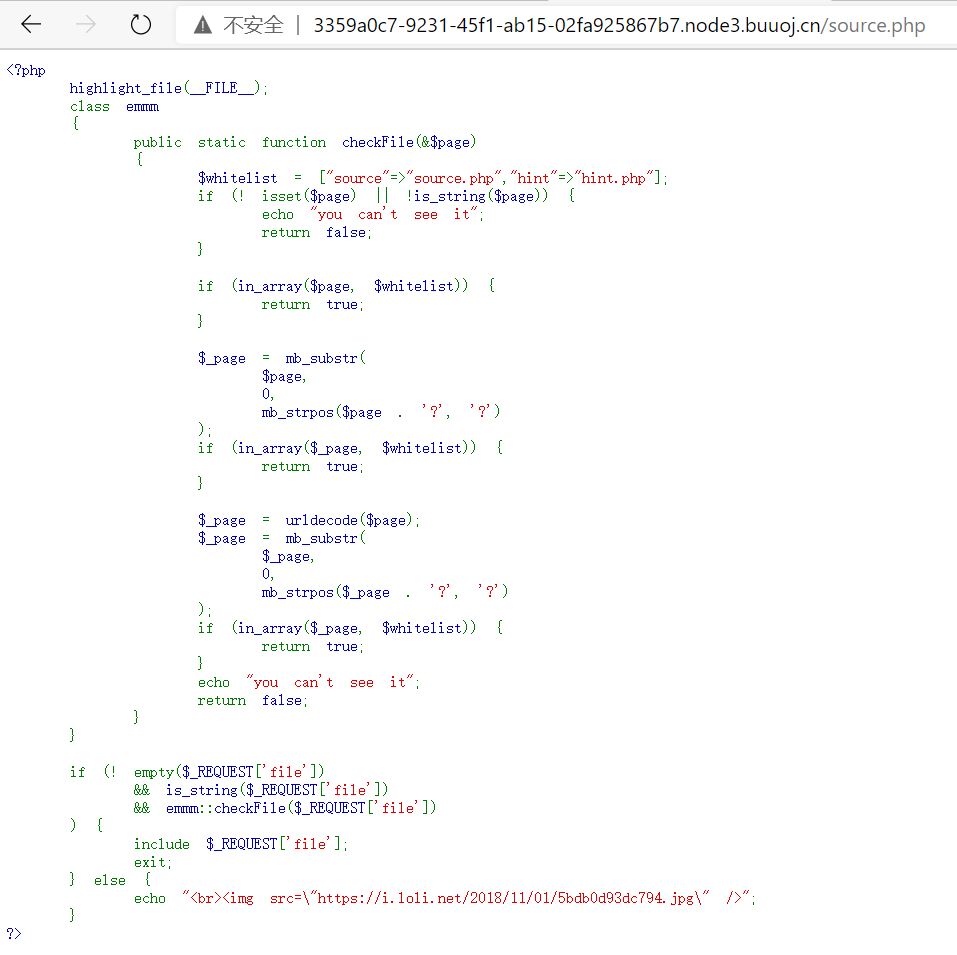 不安全 | 3359a0c7-9231-45f1-ab15-02fa925867b7.node3.buuoj.cn/source.php
<?php
highlight_file(__FILE__);
class emmm
{
public static function checkFile(&$page)
{
$whitelist = ["source"=>"source.php","hint"=>"hint.php"];
if (! isset($page) || !is_string($page)) {
echo "you can't see it";
return false;
}
if (in_array($page, $whitelist)) {
return true;
}
$_page = mb_substr(
$page,
0,
mb_strpos($page . '?', '?')
);
if (in_array($_page, $whitelist)) {
return true;
}
$_page = urldecode($page);
$_page = mb_substr(
$_page,
0,
mb_strpos($_page . '?', '?')
);
if (in_array($_page, $whitelist)) {
return true;
}
echo "you can't see it";
return false;
}
}
if (! empty($_REQUEST['file'])
&& is_string($_REQUEST['file'])
&& emmm::checkFile($_REQUEST['file'])
) {
include $_REQUEST['file'];
exit;
} else {
echo "<br><img src=\"https://i.loli.net/2018/11/01/5bdb0d93dc794.jpg\" />";
}
?>